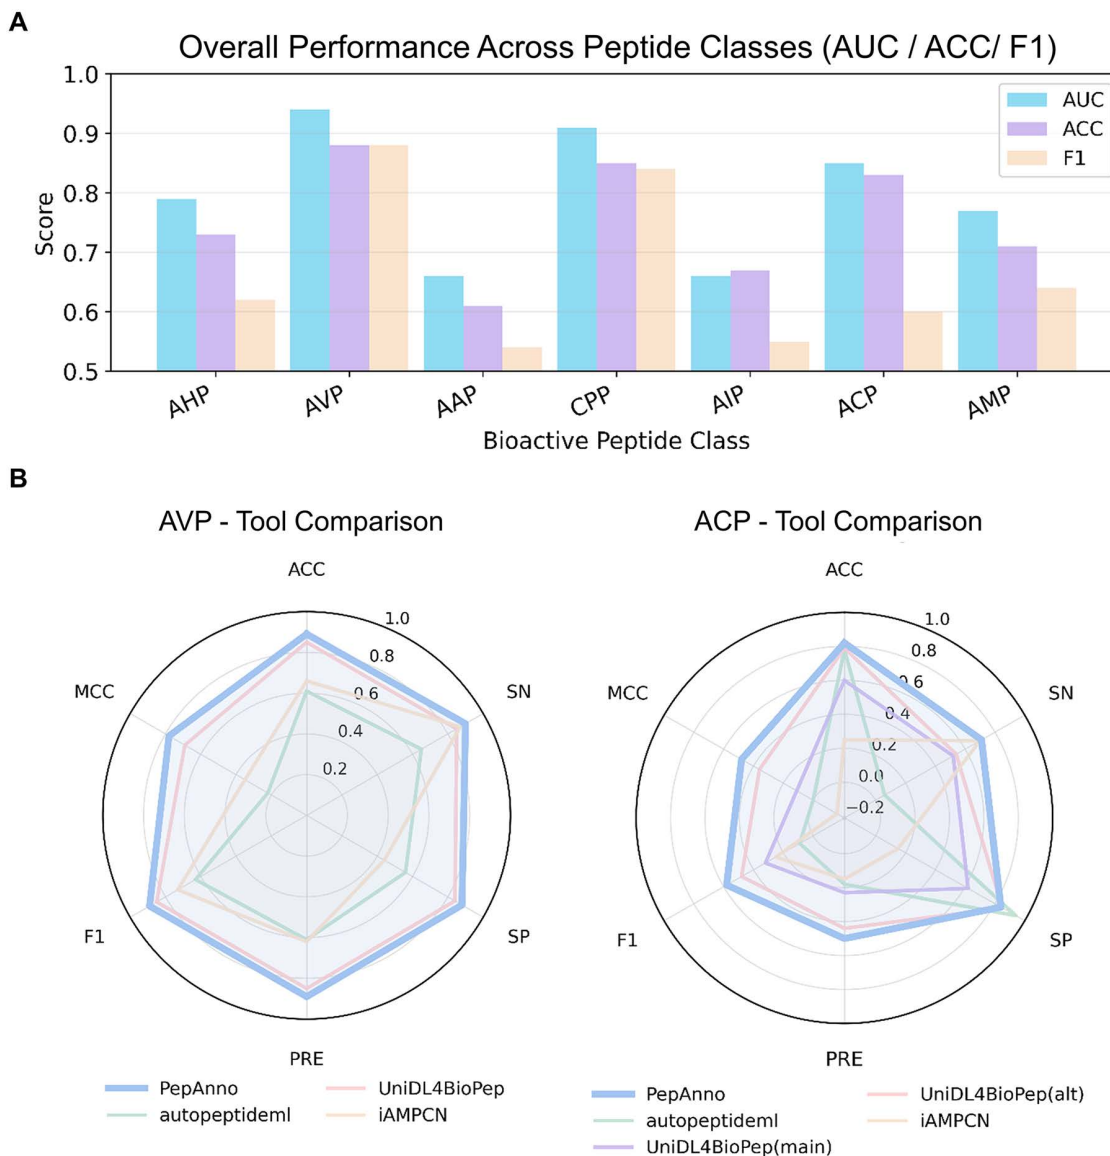 A
Overall Performance Across Peptide Classes (AUC / ACC/ F1)
1.0
0.9
0.8
0.7
0.6
0.5
Score
AUC
ACC
F1
AHP
AVP
AAP
CPP
AIP
ACP
AMP
Bioactive Peptide Class
B
AVP - Tool Comparison
ACC
SN
SP
PRE
F1
MCC
1.0
0.8
0.6
0.4
0.2
PepAnno
autopeptideml
UniDL4BioPep
iAMPCN
ACP - Tool Comparison
ACC
SN
SP
PRE
F1
MCC
1.0
0.8
0.6
0.4
0.2
0.0
−0.2
PepAnno
autopeptideml
UniDL4BioPep(main)
UniDL4BioPep(alt)
iAMPCN